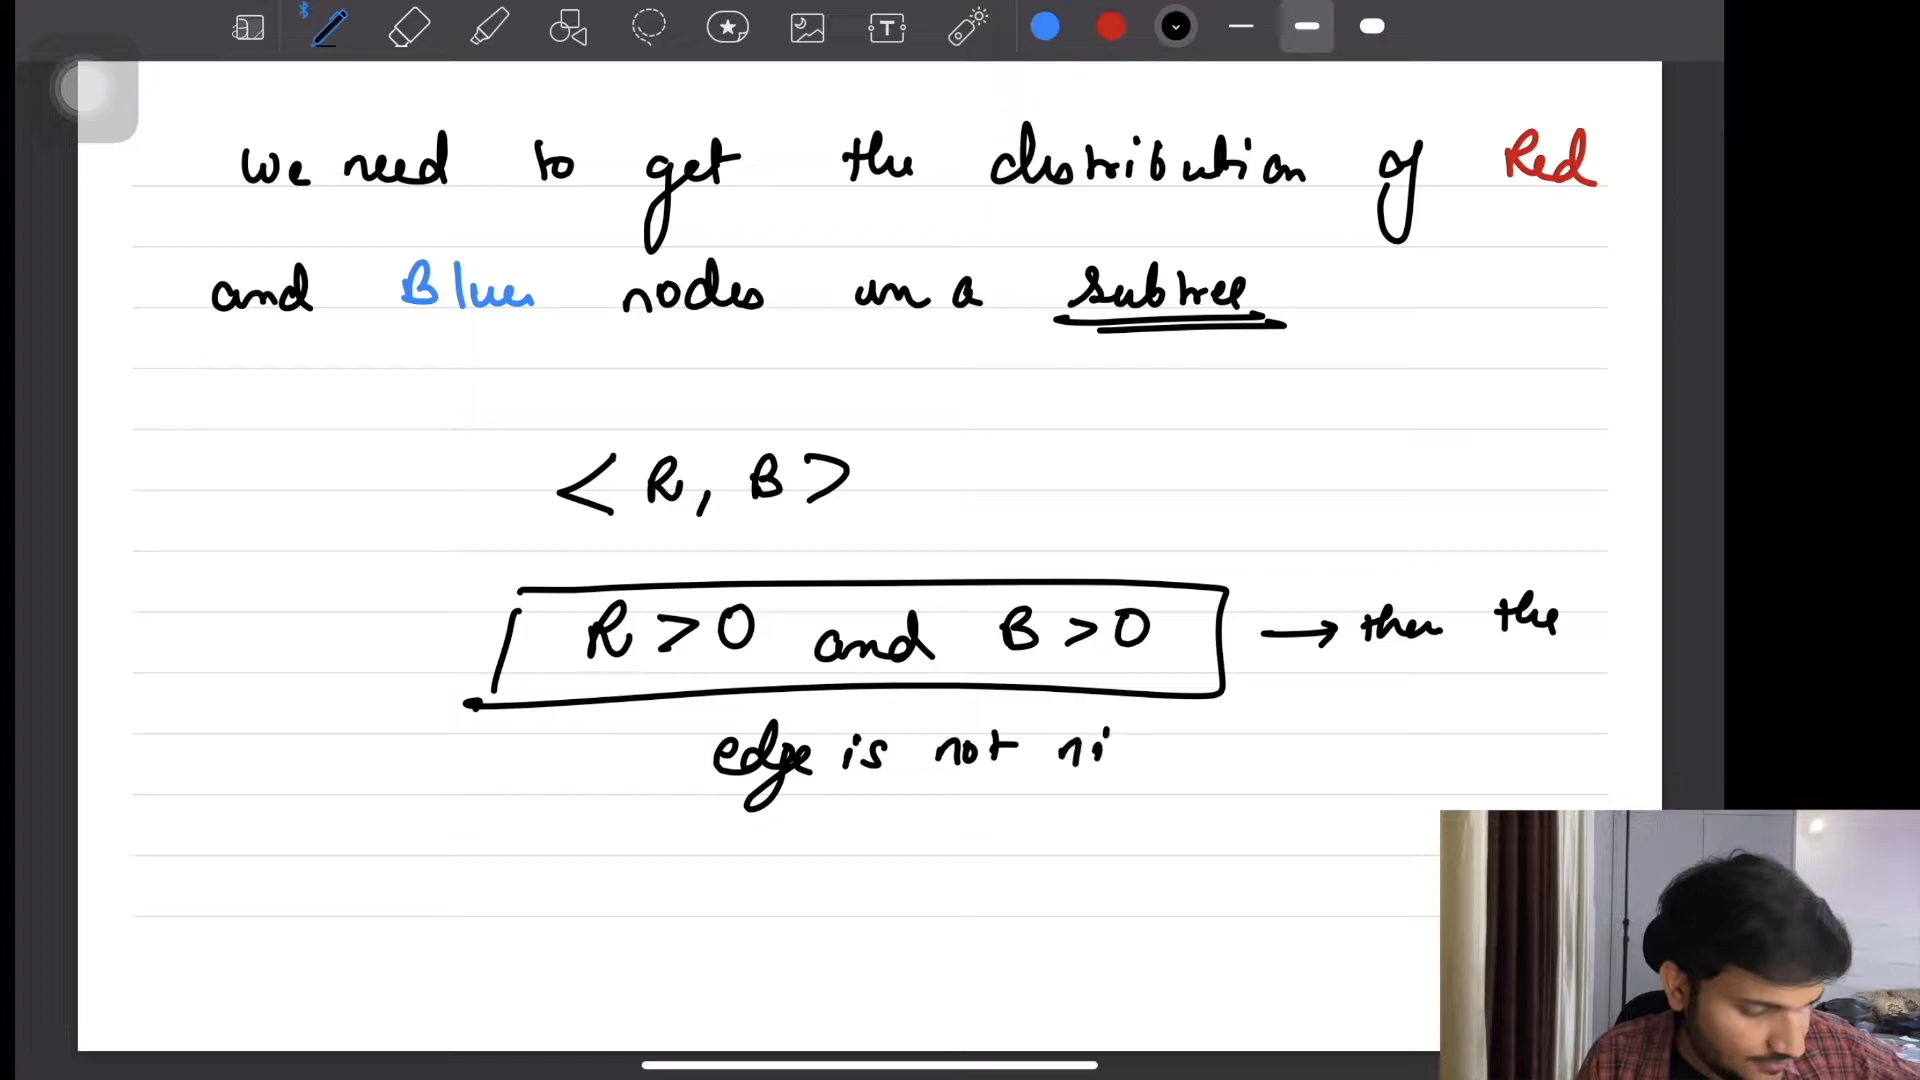 we need to get the distribution of Red
and Blue nodes in a subtree
< R, B >
R > 0 and B > 0 → then the
edge is not ni